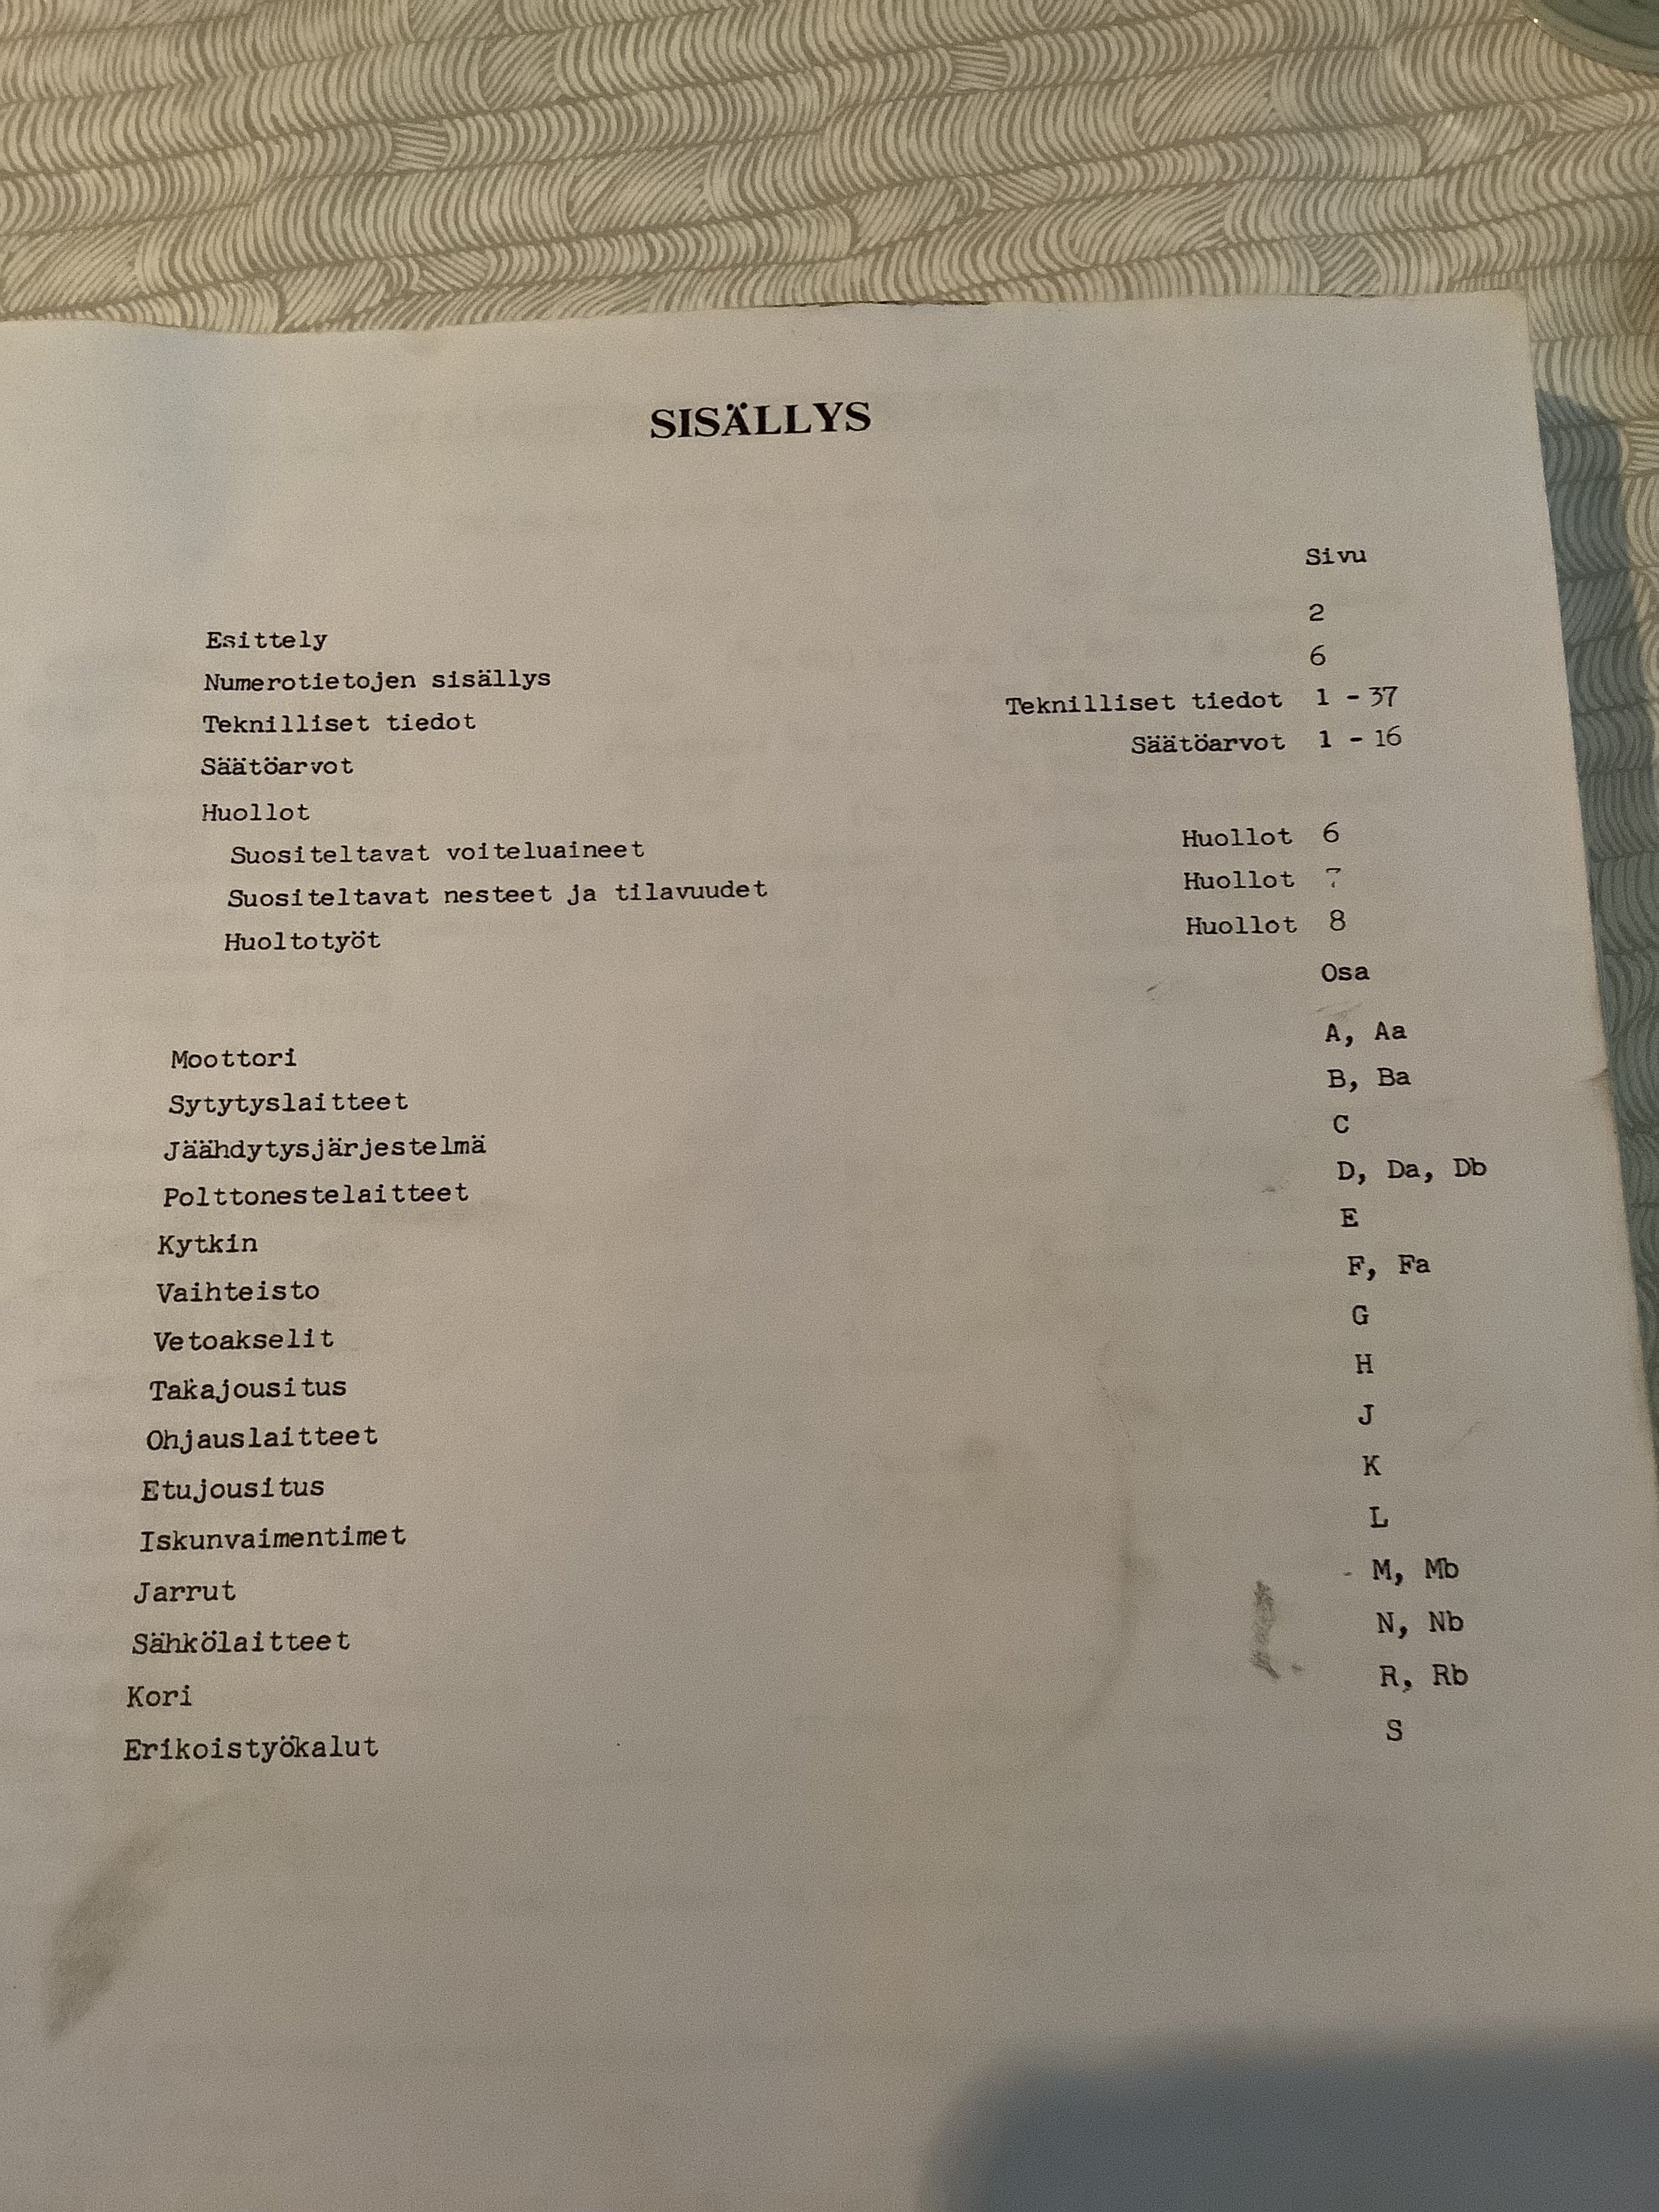 SISÄLLYS
Sivu
Esittely 2
Numerotietojen sisällys 6
Teknilliset tiedot Teknilliset tiedot 1 - 37
Säätöarvot Säätöarvot 1 - 16
Huollot
Suositeltavat voiteluaineet Huollot 6
Suositeltavat nesteet ja tilavuudet Huollot 7
Huoltotyöt Huollot 8
Osa
Moottori A, Aa
Sytytyslaitteet B, Ba
Jäähdytysjärjestelmä C
Polttonestelaitteet D, Da, Db
Kytkin E
Vaihteisto F, Fa
Vetoakselit G
Takajousitus H
Ohjauslaitteet J
Etujousitus K
Iskunvaimentimet L
Jarrut M, Mb
Sähkölaitteet N, Nb
Kori R, Rb
Erikoistyökalut S